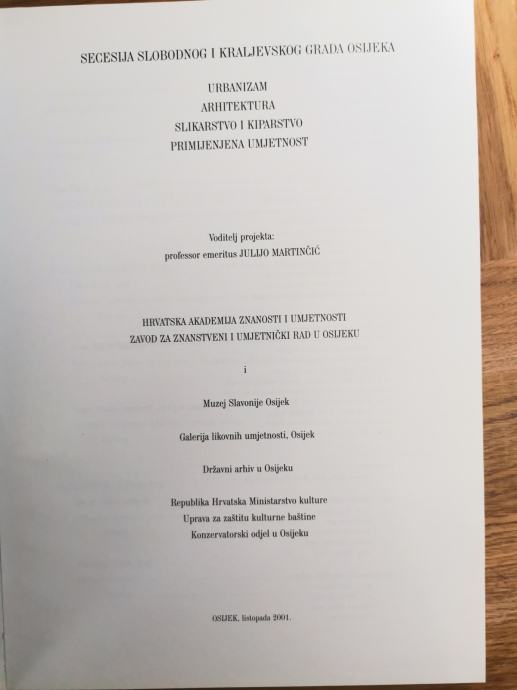 SECESIJA SLOBODNOG I KRALJEVSKOG GRADA OSIJEKA
URBANIZAM
ARHITEKTURA
SLIKARSTVO I KIPARSTVO
PRIMIJENJENA UMJETNOST
Voditelj projekta:
professor emeritus JULIJO MARTINČIĆ
HRVATSKA AKADEMIJA ZNANOSTI I UMJETNOSTI
ZAVOD ZA ZNANSTVENI I UMJETNIČKI RAD U OSIJEKU
i
Muzej Slavonije Osijek
Galerija likovnih umjetnosti, Osijek
Državni arhiv u Osijeku
Republika Hrvatska Ministarstvo kulture
Uprava za zaštitu kulturne baštine
Konzervatorski odjel u Osijeku
OSIJEK, listopada 2001.